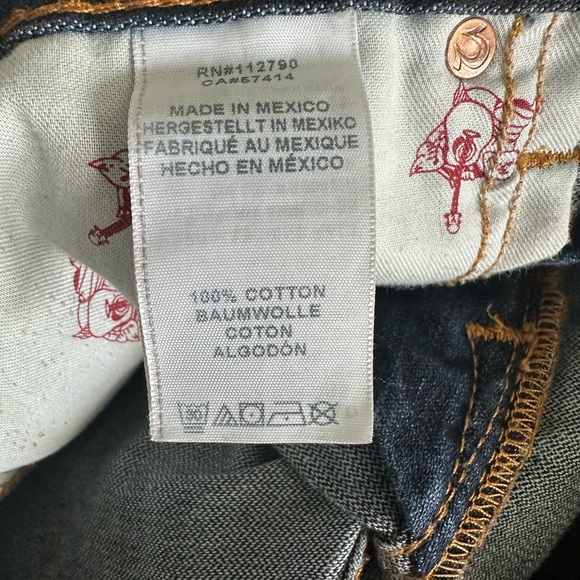 RN#112790
CA#57414
MADE IN MEXICO
HERGESTELLT IN MEXIKO
FABRIQUÉ AU MEXIQUE
HECHO EN MÉXICO
100% COTTON
BAUMWOLLE
COTON
ALGODÓN